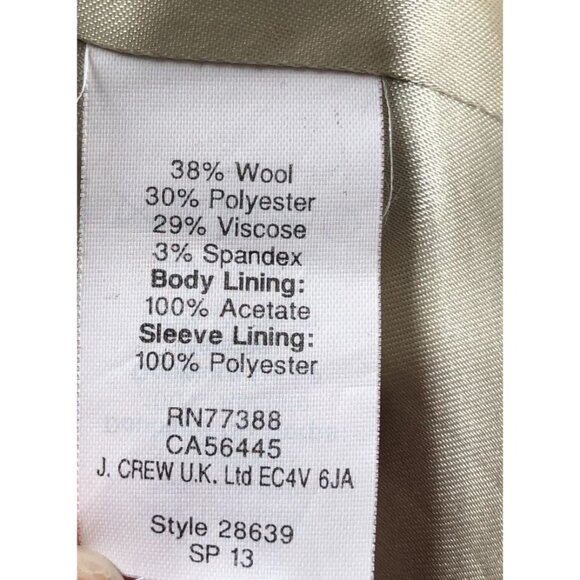 38% Wool
30% Polyester
29% Viscose
3% Spandex
Body Lining:
100% Acetate
Sleeve Lining:
100% Polyester
RN77388
CA56445
J. CREW U.K. Ltd EC4V 6JA
Style 28639
SP 13